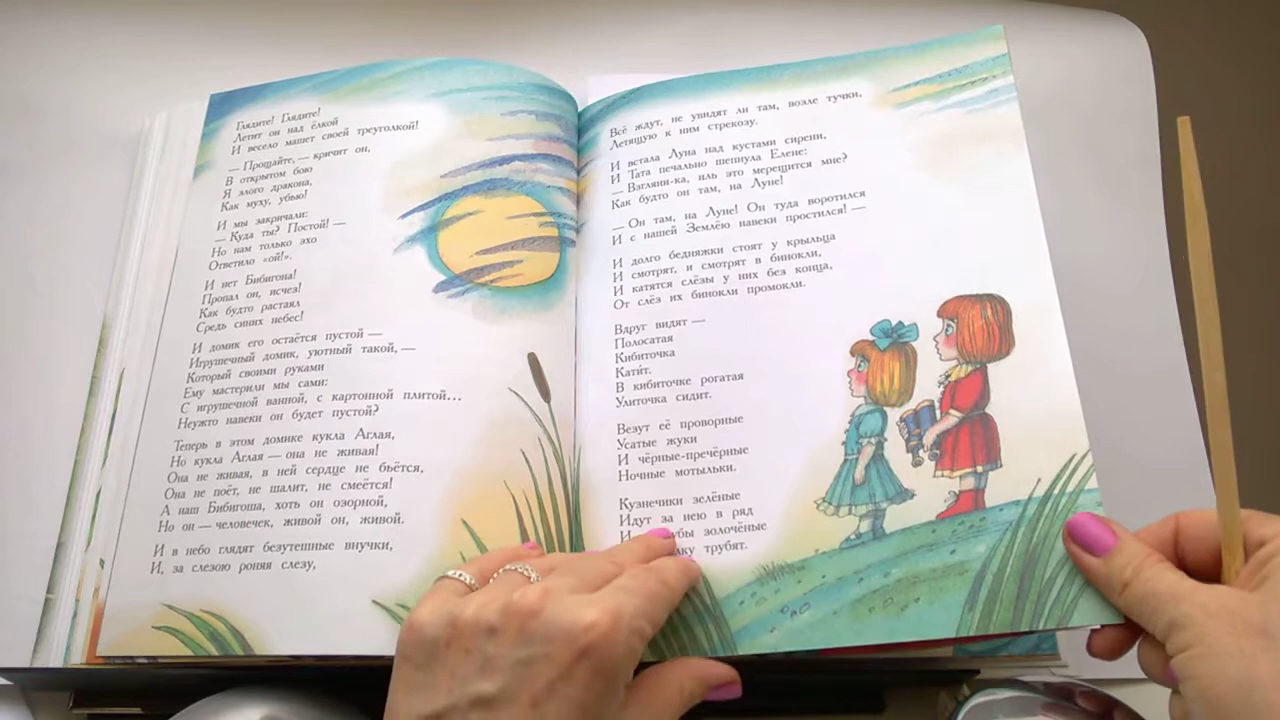 Глядите! Глядите!
Летит он над ёлкой
И весело машет своей треуголкой!
— Прощайте, — кричит он,
В открытом бою
Я злого дракона,
Как муху, убью!
И мы закричали:
— Куда ты? Постой! —
Но нам только эхо
Ответило «ой!».
И нет Бибигона!
Пропал он, исчез!
Как будто растаял
Средь синих небес!
И домик его остаётся пустой —
Игрушечный домик, уютный такой, —
Который своими руками
Ему мастерили мы сами:
С игрушечной ванной, с картонной плитой...
Неужто навеки он будет пустой?
Теперь в этом домике кукла Аглая,
Но кукла Аглая — она не живая!
Она не живая, в ней сердце не бьётся,
Она не поёт, не шалит, не смеётся!
А наш Бибигоша, хоть он озорной,
Но он — человечек, живой он, живой.
И в небо глядят безутешные внучки,
И, за слезою роняя слезу,
Всё ждут, не увидят ли там, возле тучки,
Летящую к ним стрекозу.
И встала Луна над кустами сирени,
И Тата печально шепнула Елене:
— Взгляни-ка, иль это мерещится мне?
Как будто он там, на Луне!
— Он там, на Луне! Он туда воротился
И с нашей Землёю навеки простился! —
И долго бедняжки стоят у крыльца
И смотрят, и смотрят в бинокли,
И катятся слёзы у них без конца,
От слёз их бинокли промокли.
Вдруг видят —
Полосатая
Кибиточка
Кати́т.
В кибиточке рогатая
Улиточка сидит.
Везут её проворные
Усатые жуки
И чёрные-пречёрные
Ночные мотыльки.
Кузнечики зелёные
Идут за нею в ряд
И золочёные
трубят.